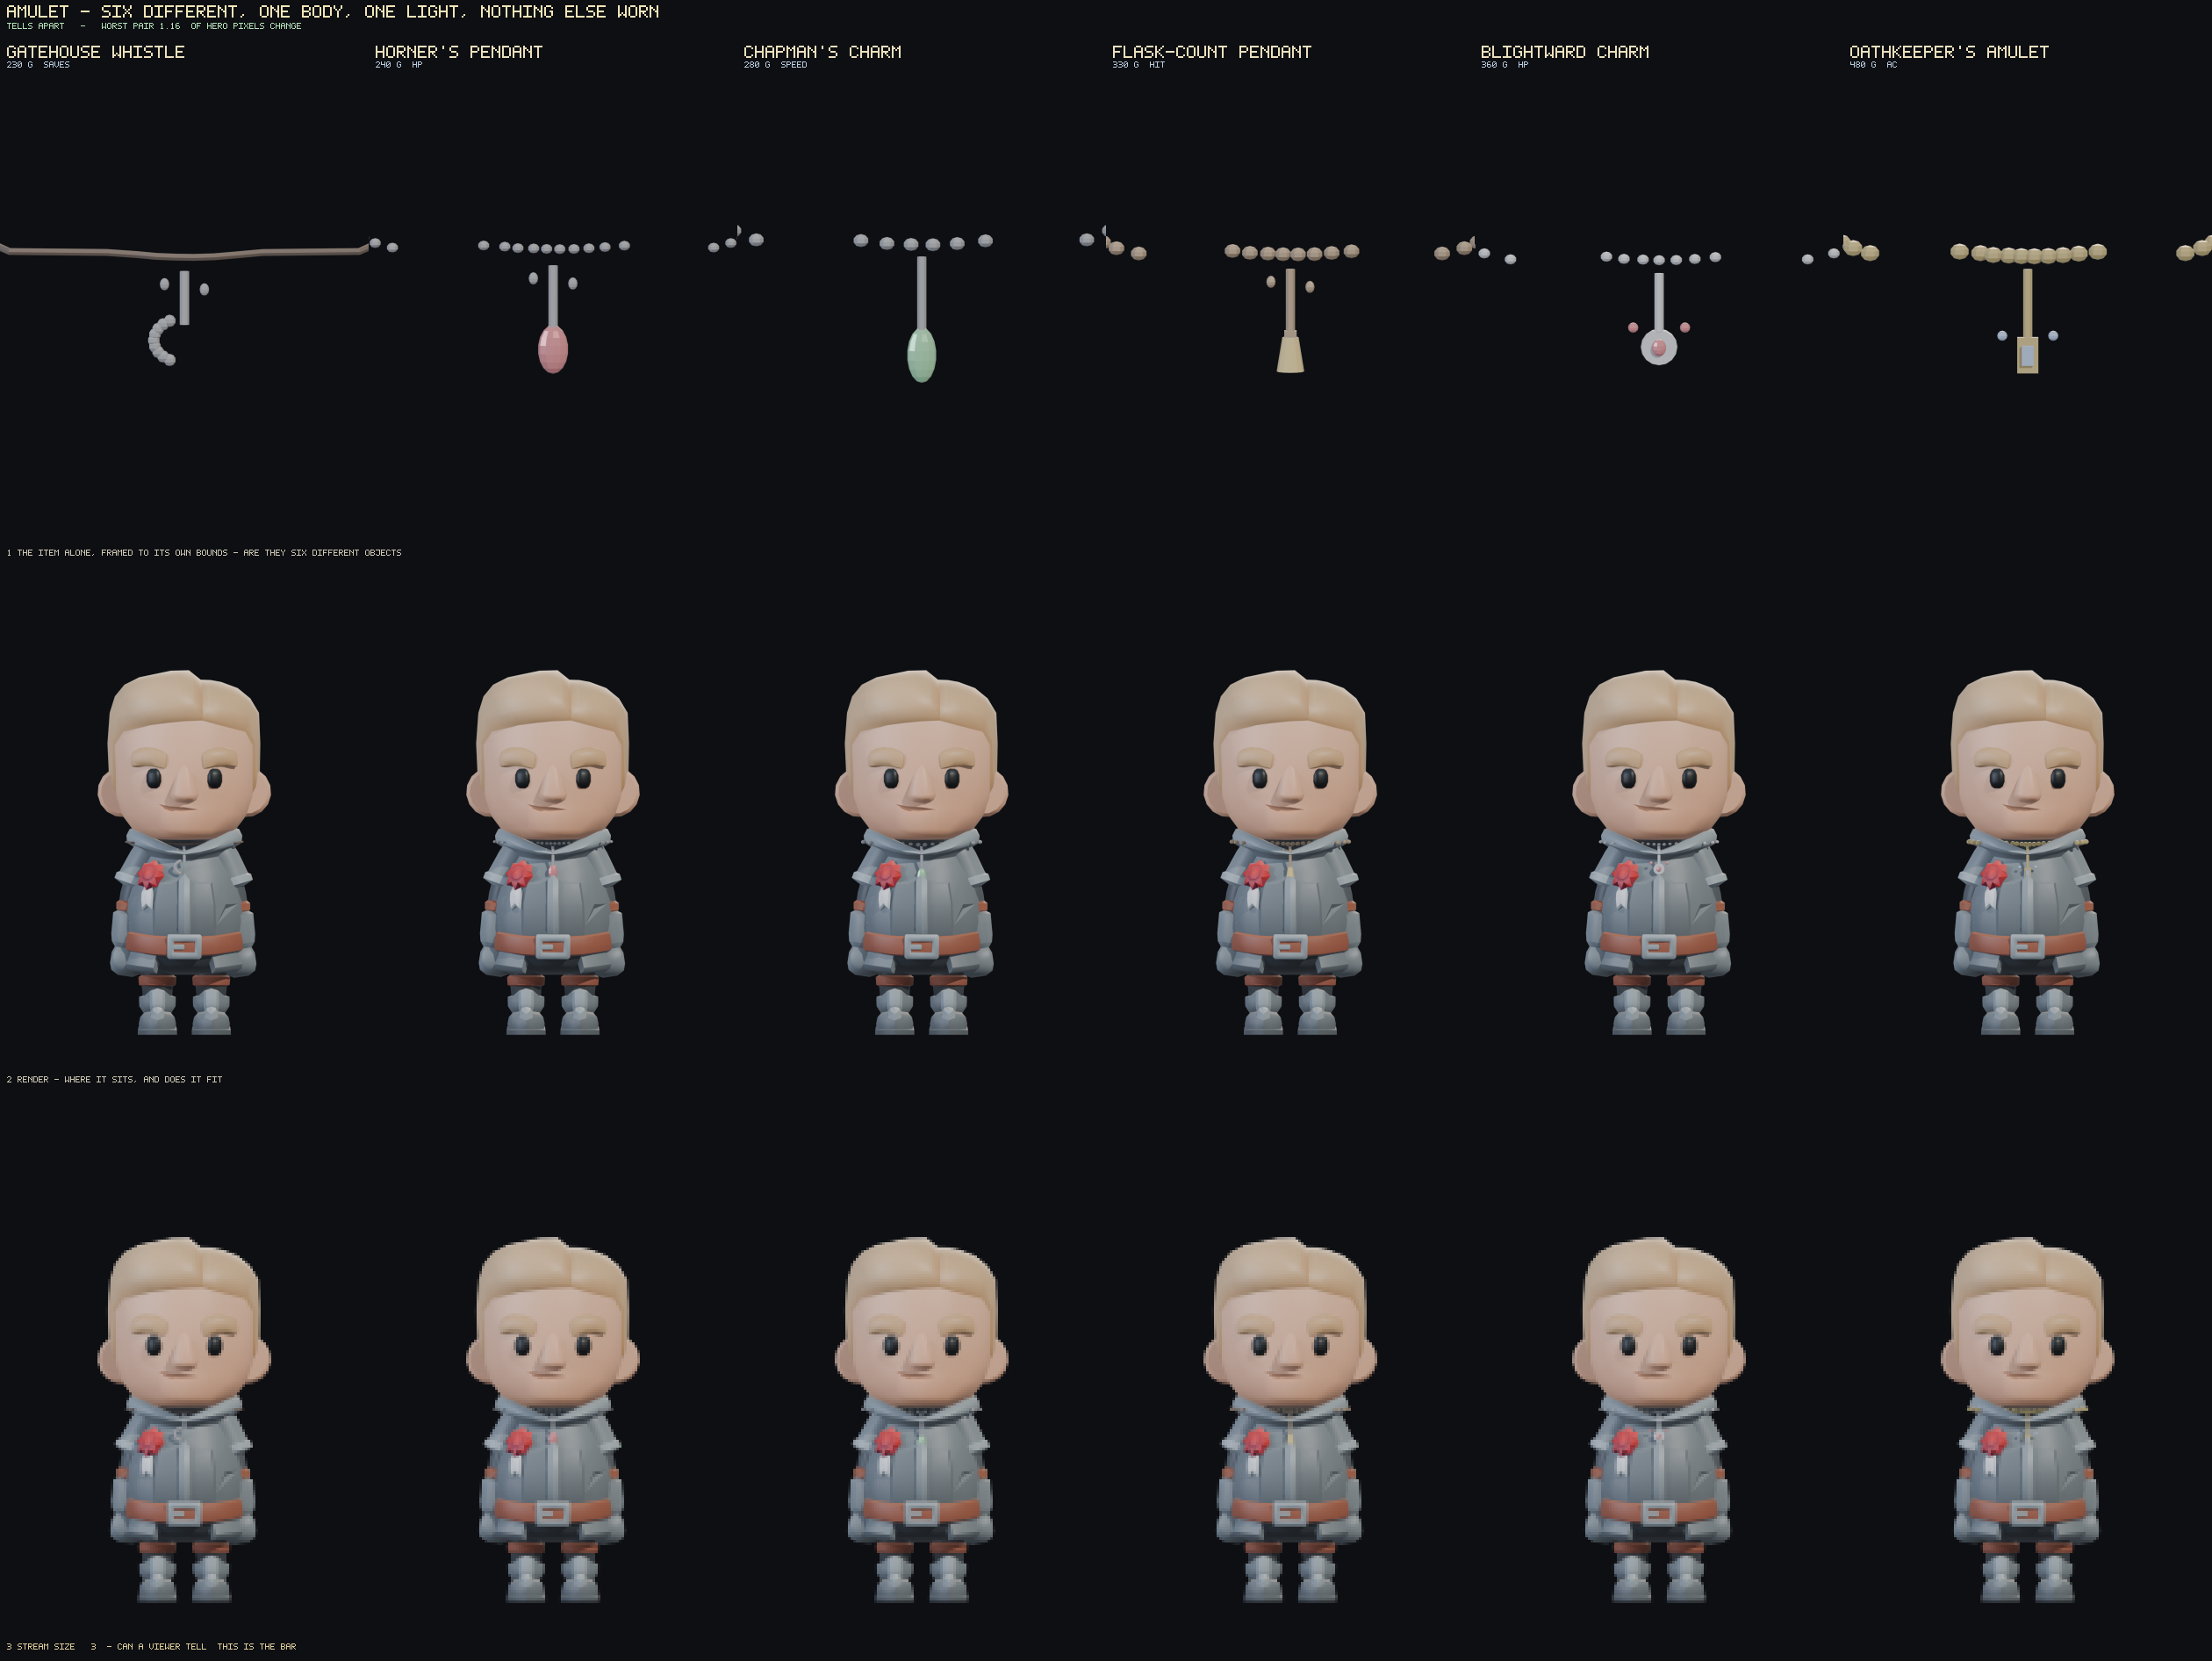 AMULET - SIX DIFFERENT, ONE BODY, ONE LIGHT, NOTHING ELSE WORN
TELLS APART - WORST PAIR 1.16 OF HERO PIXELS CHANGE
GATEHOUSE WHISTLE
230 G SAVES
HORNER'S PENDANT
240 G HP
CHAPMAN'S CHARM
280 G SPEED
FLASK-COUNT PENDANT
330 G HIT
BLIGHTWARD CHARM
360 G HP
OATHKEEPER'S AMULET
480 G AC
1 THE ITEM ALONE, FRAMED TO ITS OWN BOUNDS - ARE THEY SIX DIFFERENT OBJECTS
2 RENDER - WHERE IT SITS, AND DOES IT FIT
3 STREAM SIZE 3 - CAN A VIEWER TELL THIS IS THE BAR